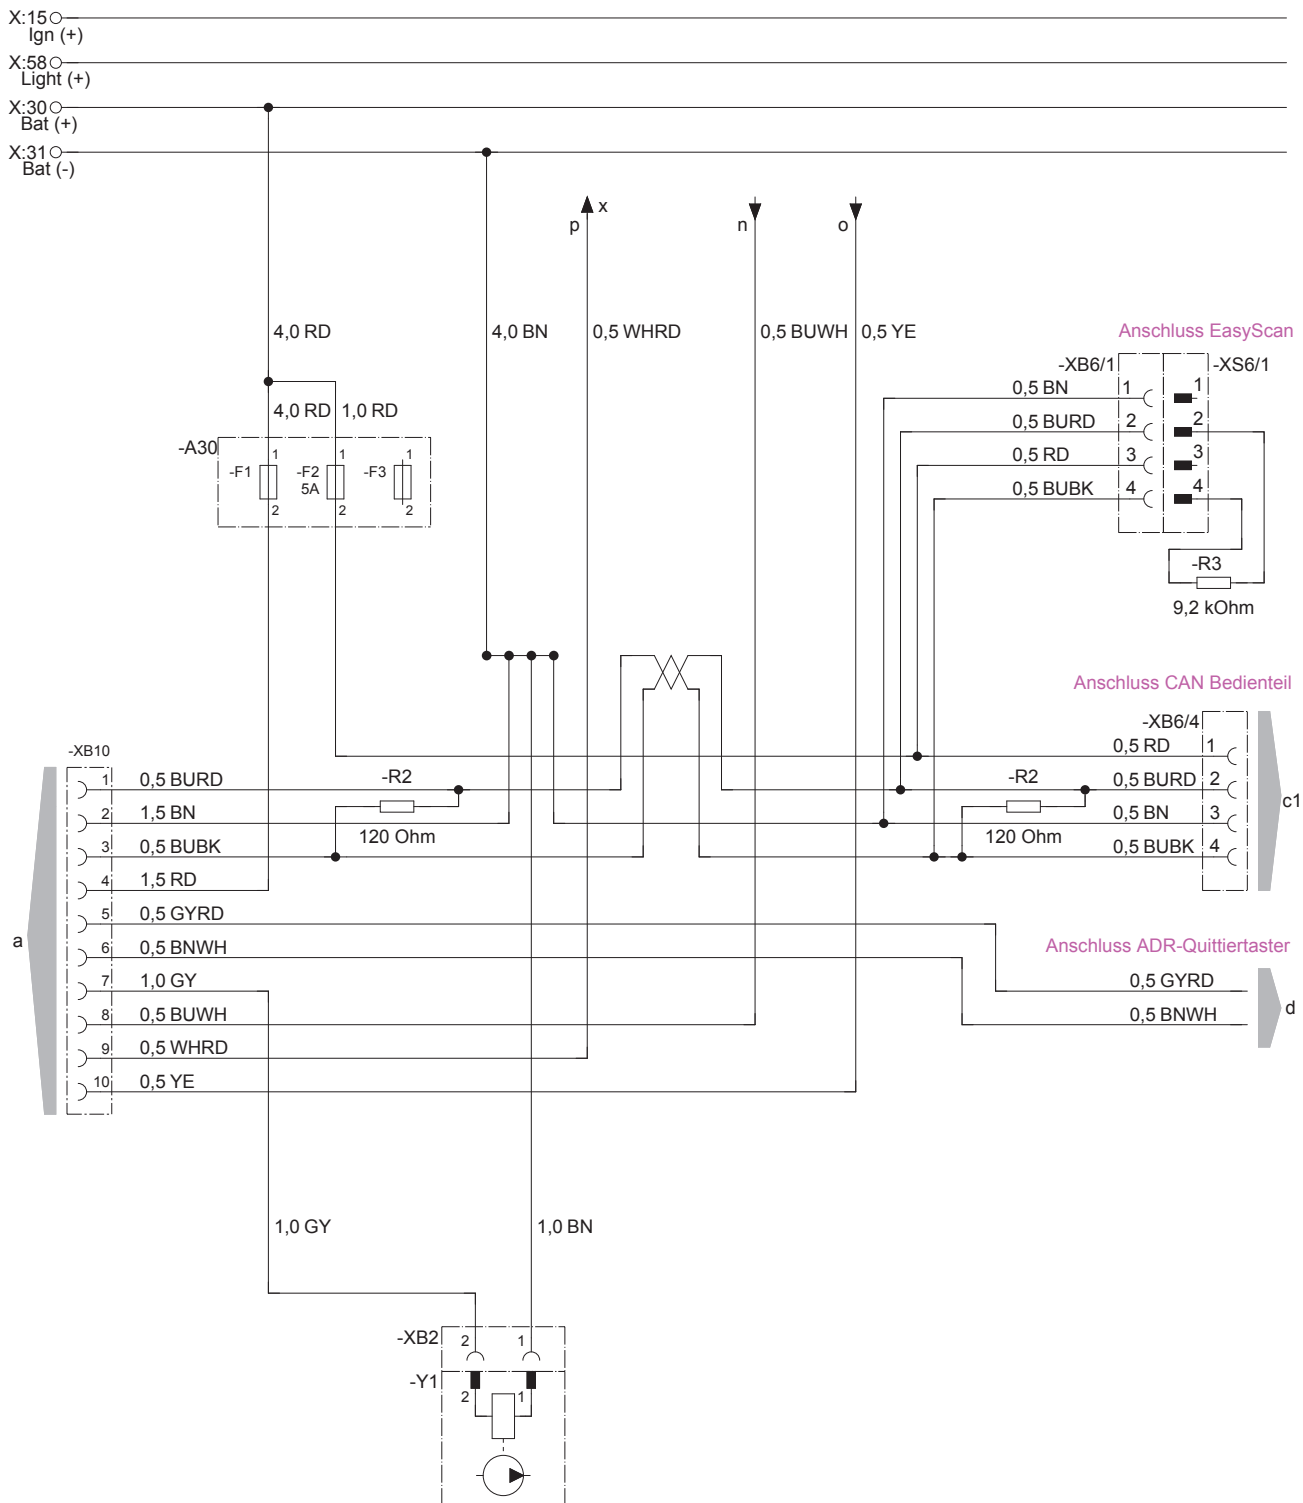 X:15
Ign (+)
X:58
Light (+)
X:30
Bat (+)
X:31
Bat (-)
x
p
n
o
4,0 RD
4,0 BN
0,5 WHRD
0,5 BUWH
0,5 YE
Anschluss EasyScan
-XB6/1
-XS6/1
0,5 BN
1
1
0,5 BURD
2
2
0,5 RD
3
3
0,5 BUBK
4
4
-R3
9,2 kOhm
4,0 RD
1,0 RD
-A30
1
1
1
-F1
-F2
5A
-F3
2
2
2
Anschluss CAN Bedienteil
-XB6/4
0,5 RD
1
0,5 BURD
2
0,5 BN
3
0,5 BUBK
4
c1
-R2
120 Ohm
-XB10
1
0,5 BURD
-R2
2
1,5 BN
120 Ohm
3
0,5 BUBK
4
1,5 RD
5
0,5 GYRD
6
0,5 BNWH
7
1,0 GY
8
0,5 BUWH
9
0,5 WHRD
10
0,5 YE
a
Anschluss ADR-Quittiertaster
0,5 GYRD
0,5 BNWH
d
1,0 GY
1,0 BN
-XB2
2
1
-Y1
2
1